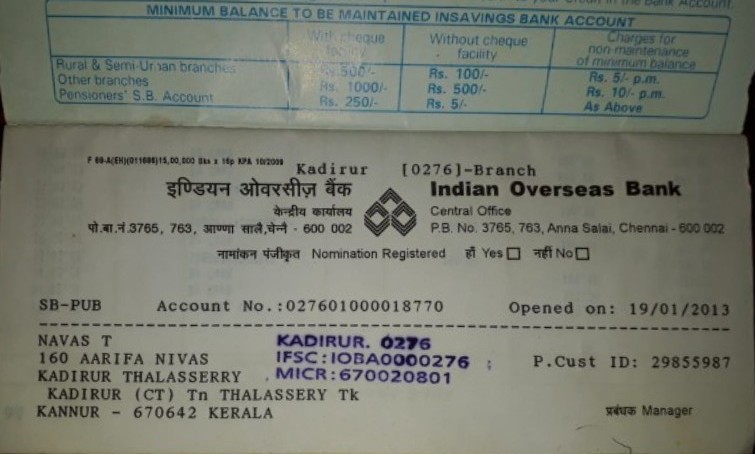 your credit in the Bank Account.
MINIMUM BALANCE TO BE MAINTAINED INSAVINGS BANK ACCOUNT
With cheque facility
Without cheque facility
Charges for non-maintenance of minimum balance
Rural & Semi-Urban branches Rs. 500/- Rs. 100/- Rs. 5/- p.m.
Other branches Rs. 1000/- Rs. 500/- Rs. 10/- p.m.
Pensioners' S.B. Account Rs. 250/- Rs. 5/- As Above
F 69-A(EH)(011688)15,00,000 Bks x 16p KPA 10/2009
Kadirur [0276]-Branch
इण्डियन ओवरसीज़ बैंक Indian Overseas Bank
केन्द्रीय कार्यालय Central Office
पो.बा.नं.3765, 763, आण्णा सालै,चेन्नै - 600 002 P.B. No. 3765, 763, Anna Salai, Chennai - 600 002
नामांकन पंजीकृत Nomination Registered हाँ Yes नहीं No
SB-PUB Account No.:027601000018770 Opened on: 19/01/2013
NAVAS T KADIRUR. 0276
160 AARIFA NIVAS IFSC:IOBA0000276 P.Cust ID: 29855987
KADIRUR THALASSERRY MICR:670020801
KADIRUR (CT) Tn THALASSERY Tk
KANNUR - 670642 KERALA प्रबंधक Manager